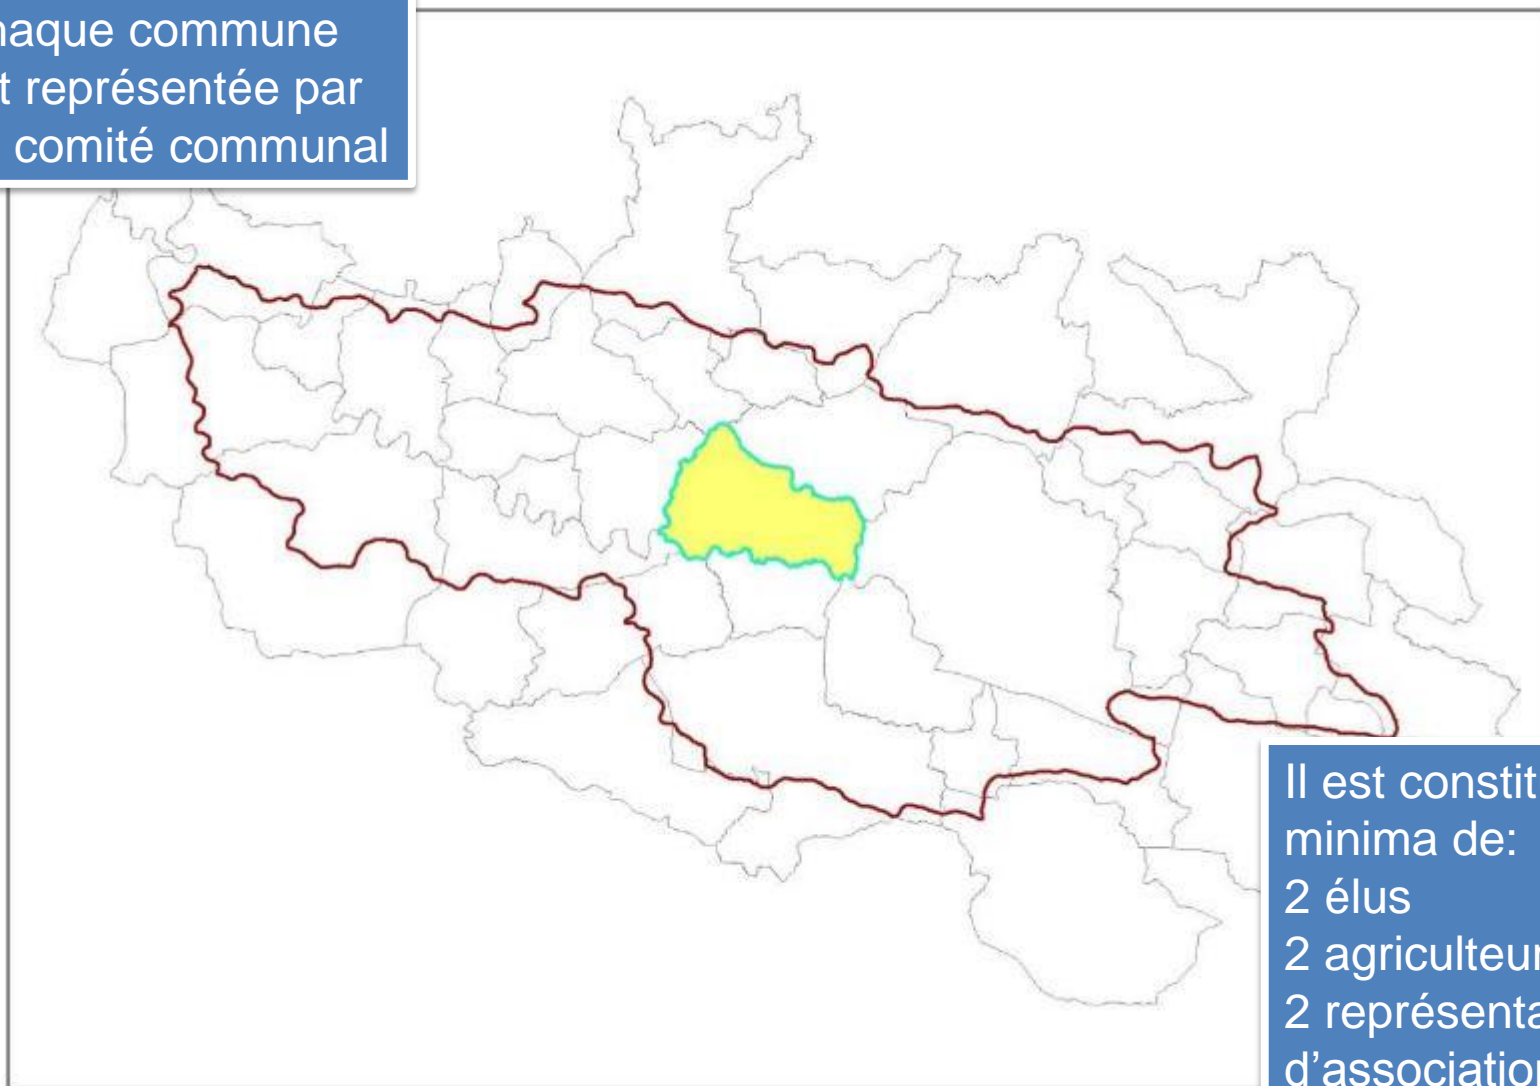 haque commune
t représentée par
comité communal
Il est constit
minima de:
2 élus
2 agriculteur
2 représenta
d'association